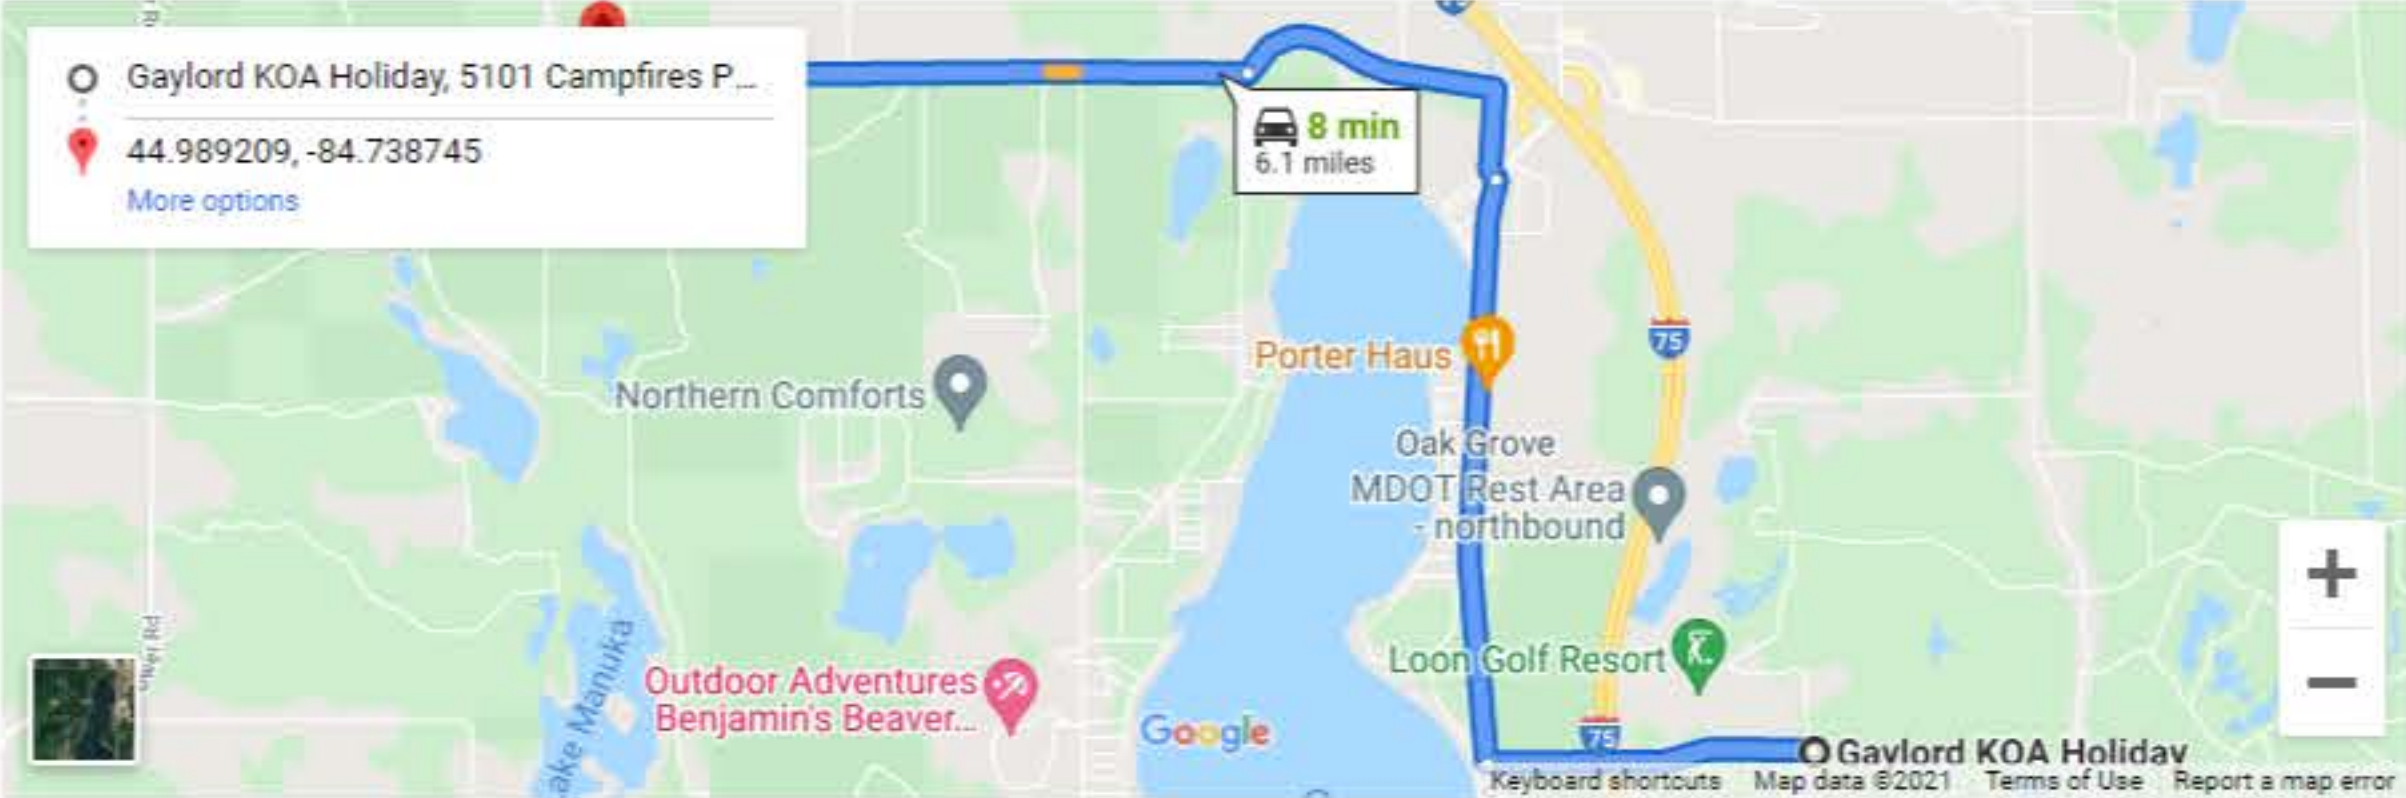 Gaylord KOA Holiday, 5101 Campfires P...
44.989209, -84.738745
More options
8 min
6.1 miles
75
Porter Haus
Northern Comforts
Oak Grove
MDOT Rest Area
- northbound
Loon Golf Resort
Outdoor Adventures
Benjamin's Beaver...
ake Manuka
Rd
Google
75
Gaylord KOA Holiday
Keyboard shortcuts
Map data ©2021
Terms of Use
Report a map error